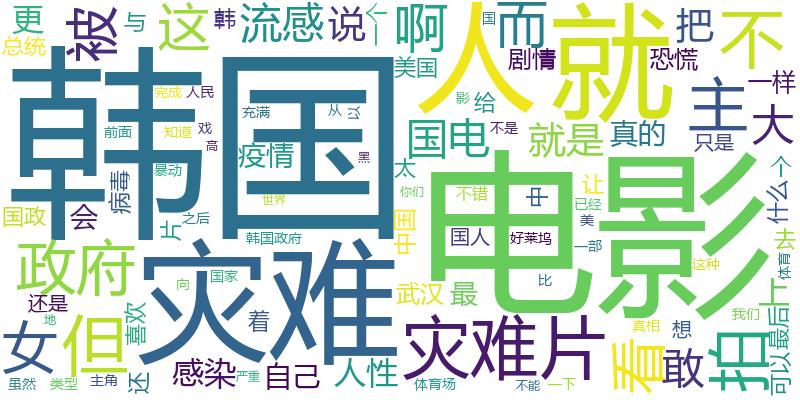 更
被
与
这
韩
流感
说
个
一
啊
而
把
不
总统
美国
人
就
剧情
恐慌
一样
韩国
完成
人民
充满
从
以
影
国
给
主
大
前面
知道
戏
高
国电
不是
就是
真的
只是
病毒
暴动
疫情
黑
太
电影
一个
国政
会
片
之后
世界
你们
不错
中
让
什么
已经
美
韩国政府
中国
国人
好莱坞
一部
去
政府
灾难
向
国家
武汉
最
比
这种
体育
上
还是
地
喜欢
着
灾难片
真相
想
我们
可以
最后
女
但
感染
严重
自己
人性
看
敢
拍
虽然
类型
主角
还
体育场
不能
一下